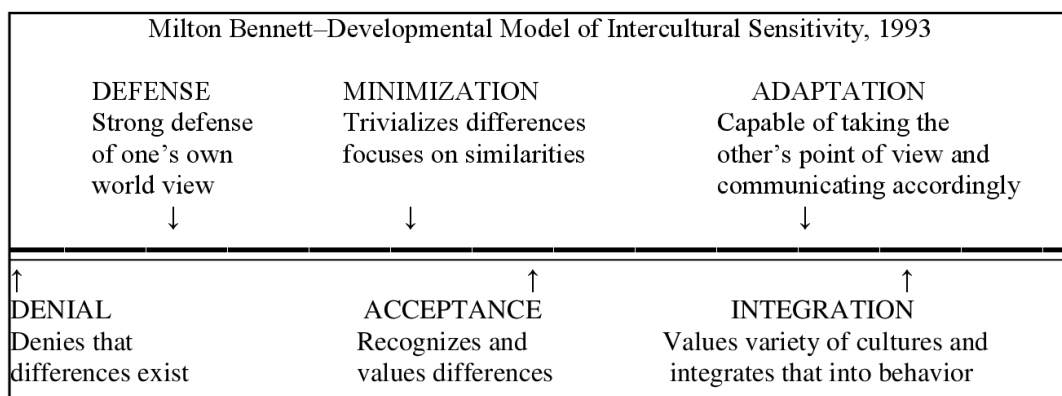 Milton Bennett–Developmental Model of Intercultural Sensitivity, 1993
DEFENSE
Strong defense
of one’s own
world view
↓
MINIMIZATION
Trivializes differences
focuses on similarities
↓
ADAPTATION
Capable of taking the
other’s point of view and
communicating accordingly
↓
↑
DENIAL
Denies that
differences exist
↑
ACCEPTANCE
Recognizes and
values differences
↑
INTEGRATION
Values variety of cultures and
integrates that into behavior